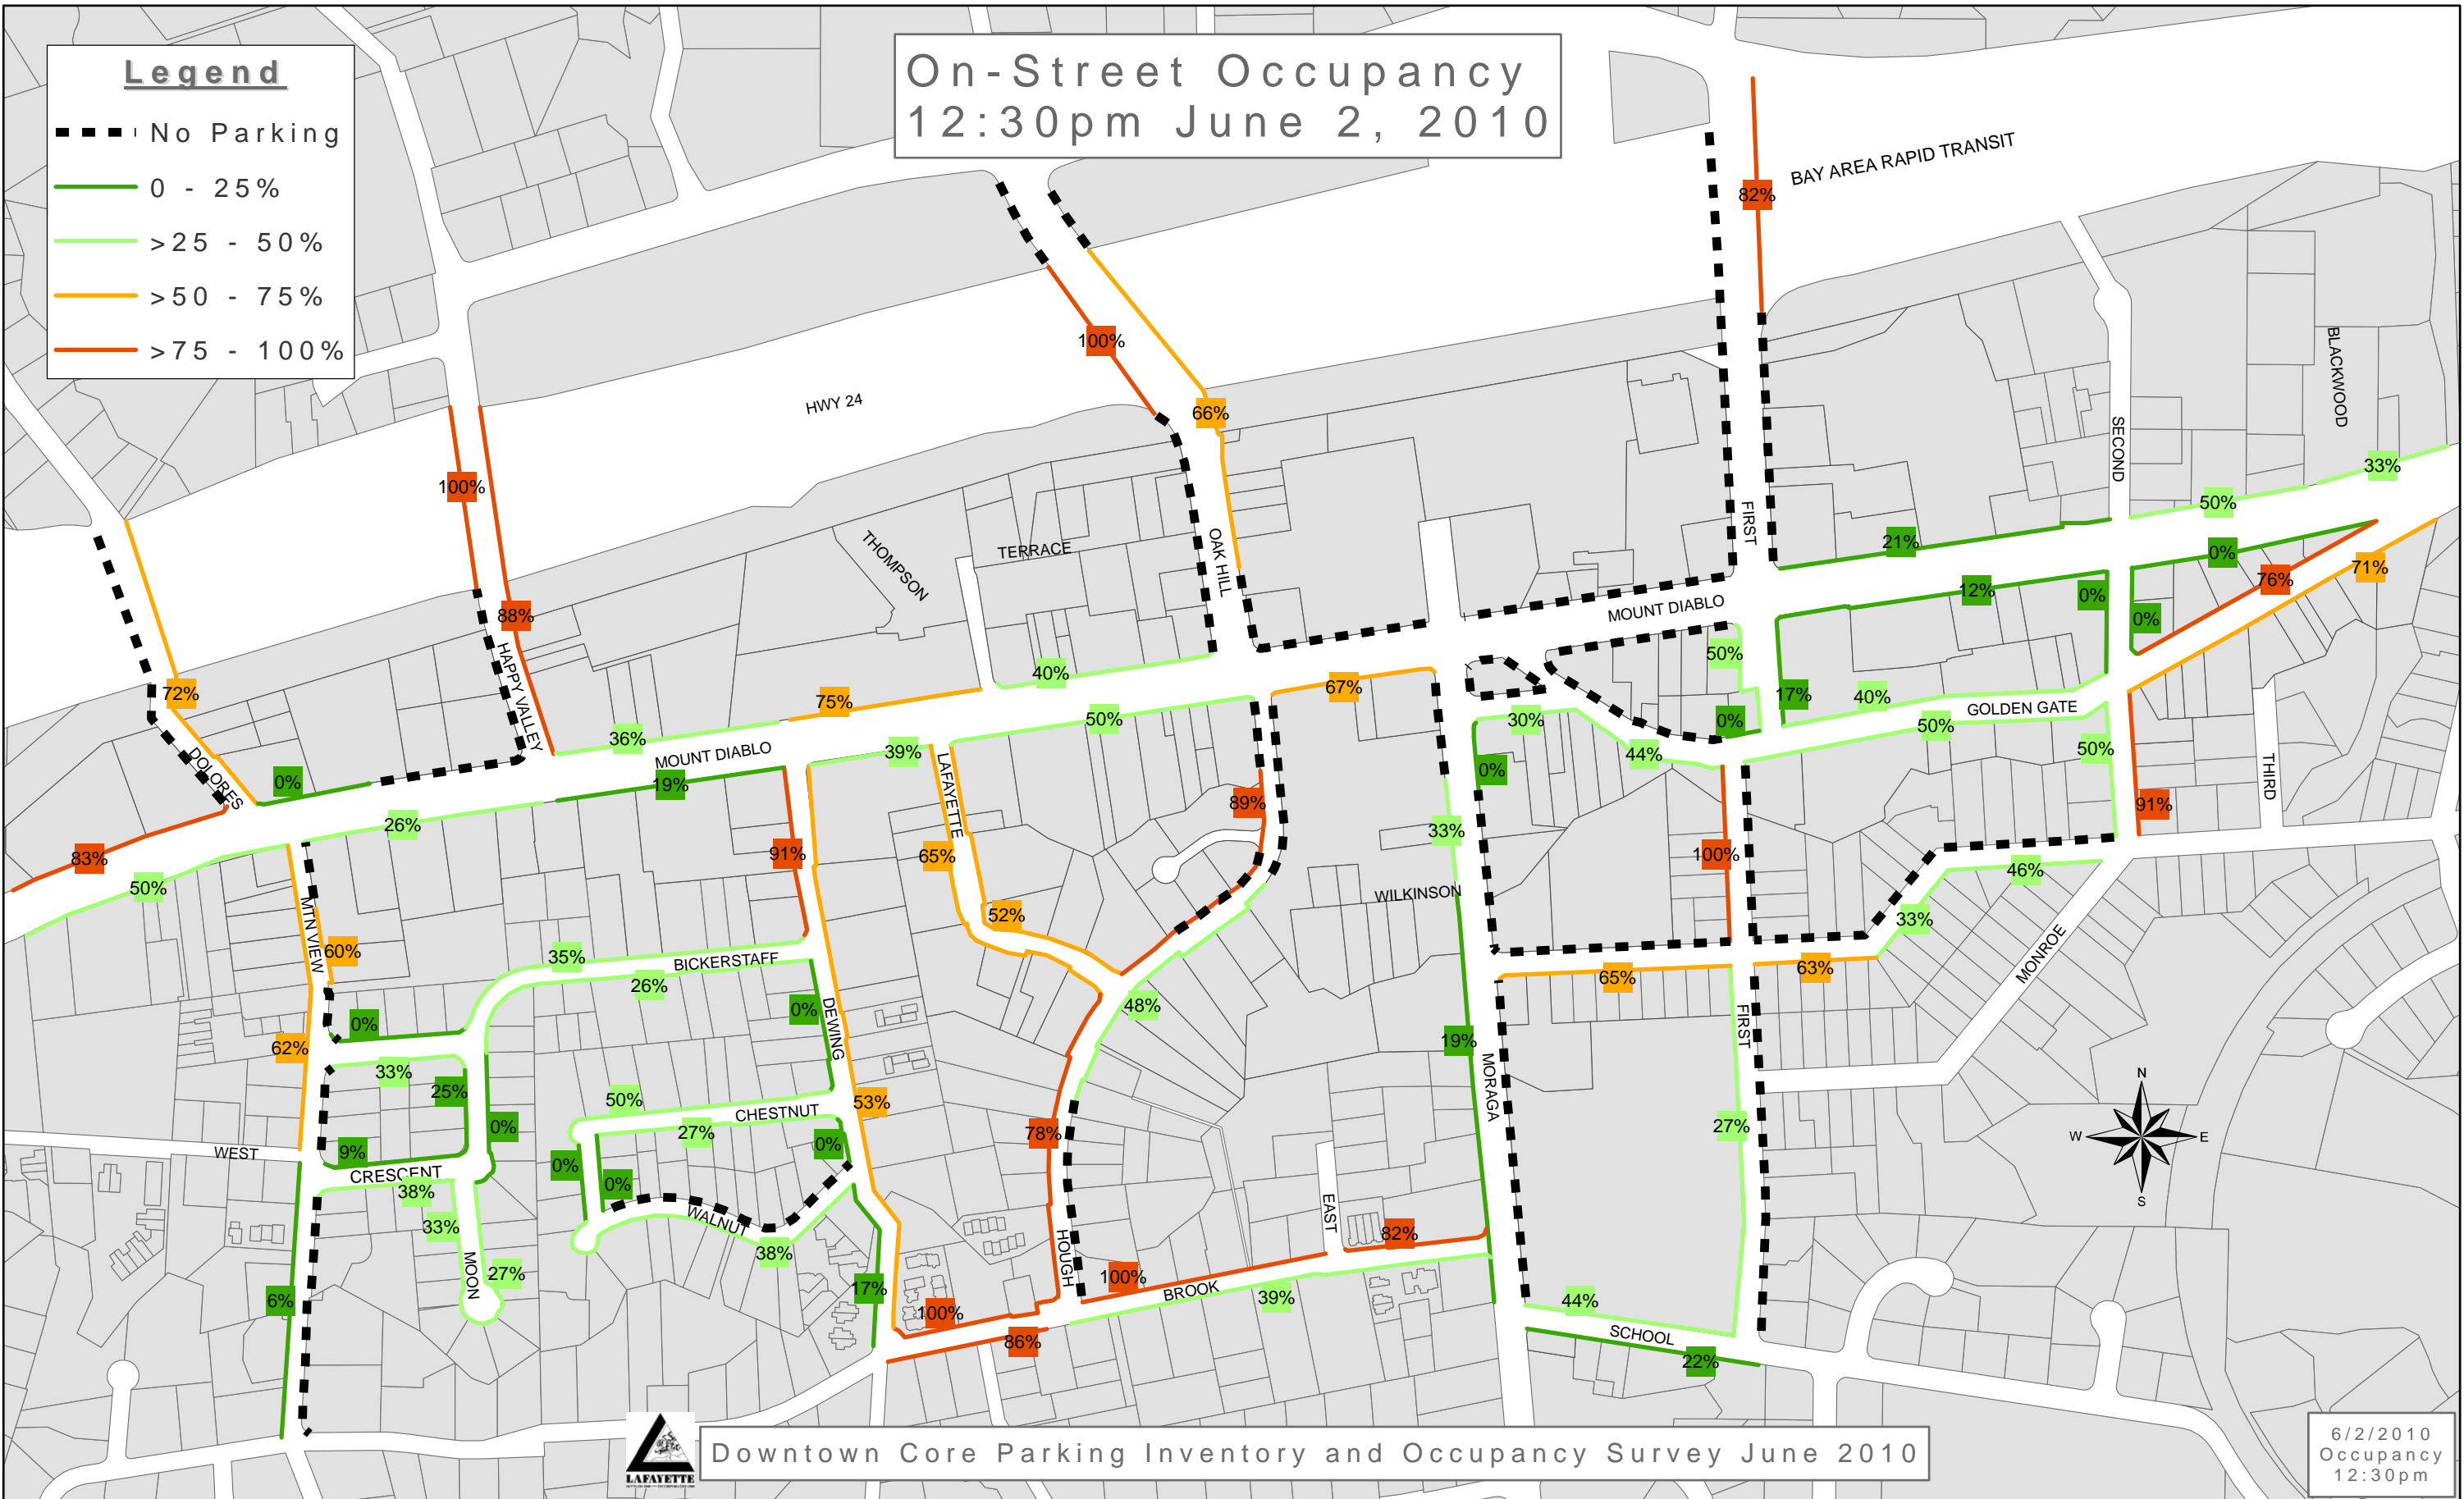 Legend
No Parking
0 - 25%
>25 - 50%
>50 - 75%
>75 - 100%
On-Street Occupancy
12:30pm June 2, 2010
BAY AREA RAPID TRANSIT
82%
100%
HWY 24
66%
BLACKWOOD
SECOND
33%
100%
50%
FIRST
21%
0%
THOMPSON
TERRACE
OAK HILL
71%
76%
12%
0%
88%
MOUNT DIABLO
0%
HAPPY VALLEY
50%
40%
72%
67%
17%
40%
GOLDEN GATE
75%
50%
30%
0%
50%
36%
MOUNT DIABLO
39%
44%
50%
DOLORES
0%
19%
LAFAYETTE
0%
THIRD
89%
91%
26%
33%
83%
91%
65%
100%
46%
50%
WILKINSON
MTN VIEW
52%
33%
60%
35%
BICKERSTAFF
MONROE
26%
65%
63%
0%
DEWING
48%
FIRST
0%
62%
19%
33%
MORAGA
25%
50%
53%
N
CHESTNUT
0%
27%
78%
27%
W
E
0%
WEST
9%
0%
CRESCENT
0%
38%
S
33%
WALNUT
EAST
38%
82%
MOON
27%
HOUGH
100%
17%
BROOK
6%
39%
44%
100%
86%
SCHOOL
22%
LAFAYETTE
Downtown Core Parking Inventory and Occupancy Survey June 2010
6/2/2010
Occupancy
12:30pm